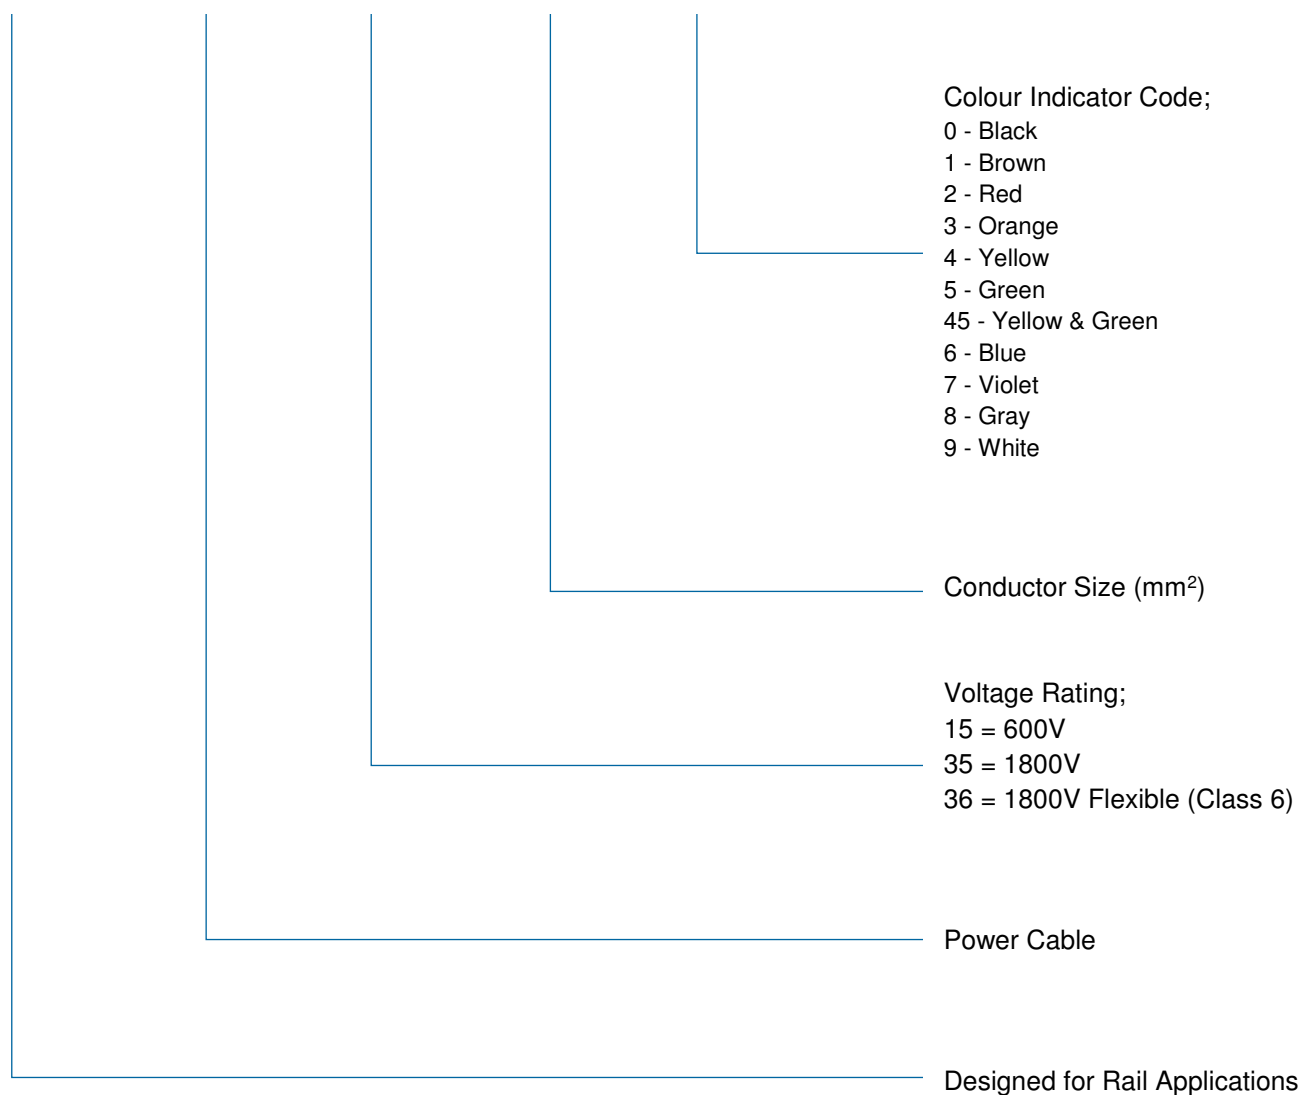 Colour Indicator Code;
0 - Black
1 - Brown
2 - Red
3 - Orange
4 - Yellow
5 - Green
45 - Yellow & Green
6 - Blue
7 - Violet
8 - Gray
9 - White
Conductor Size (mm²)
Voltage Rating;
15 = 600V
35 = 1800V
36 = 1800V Flexible (Class 6)
Power Cable
Designed for Rail Applications